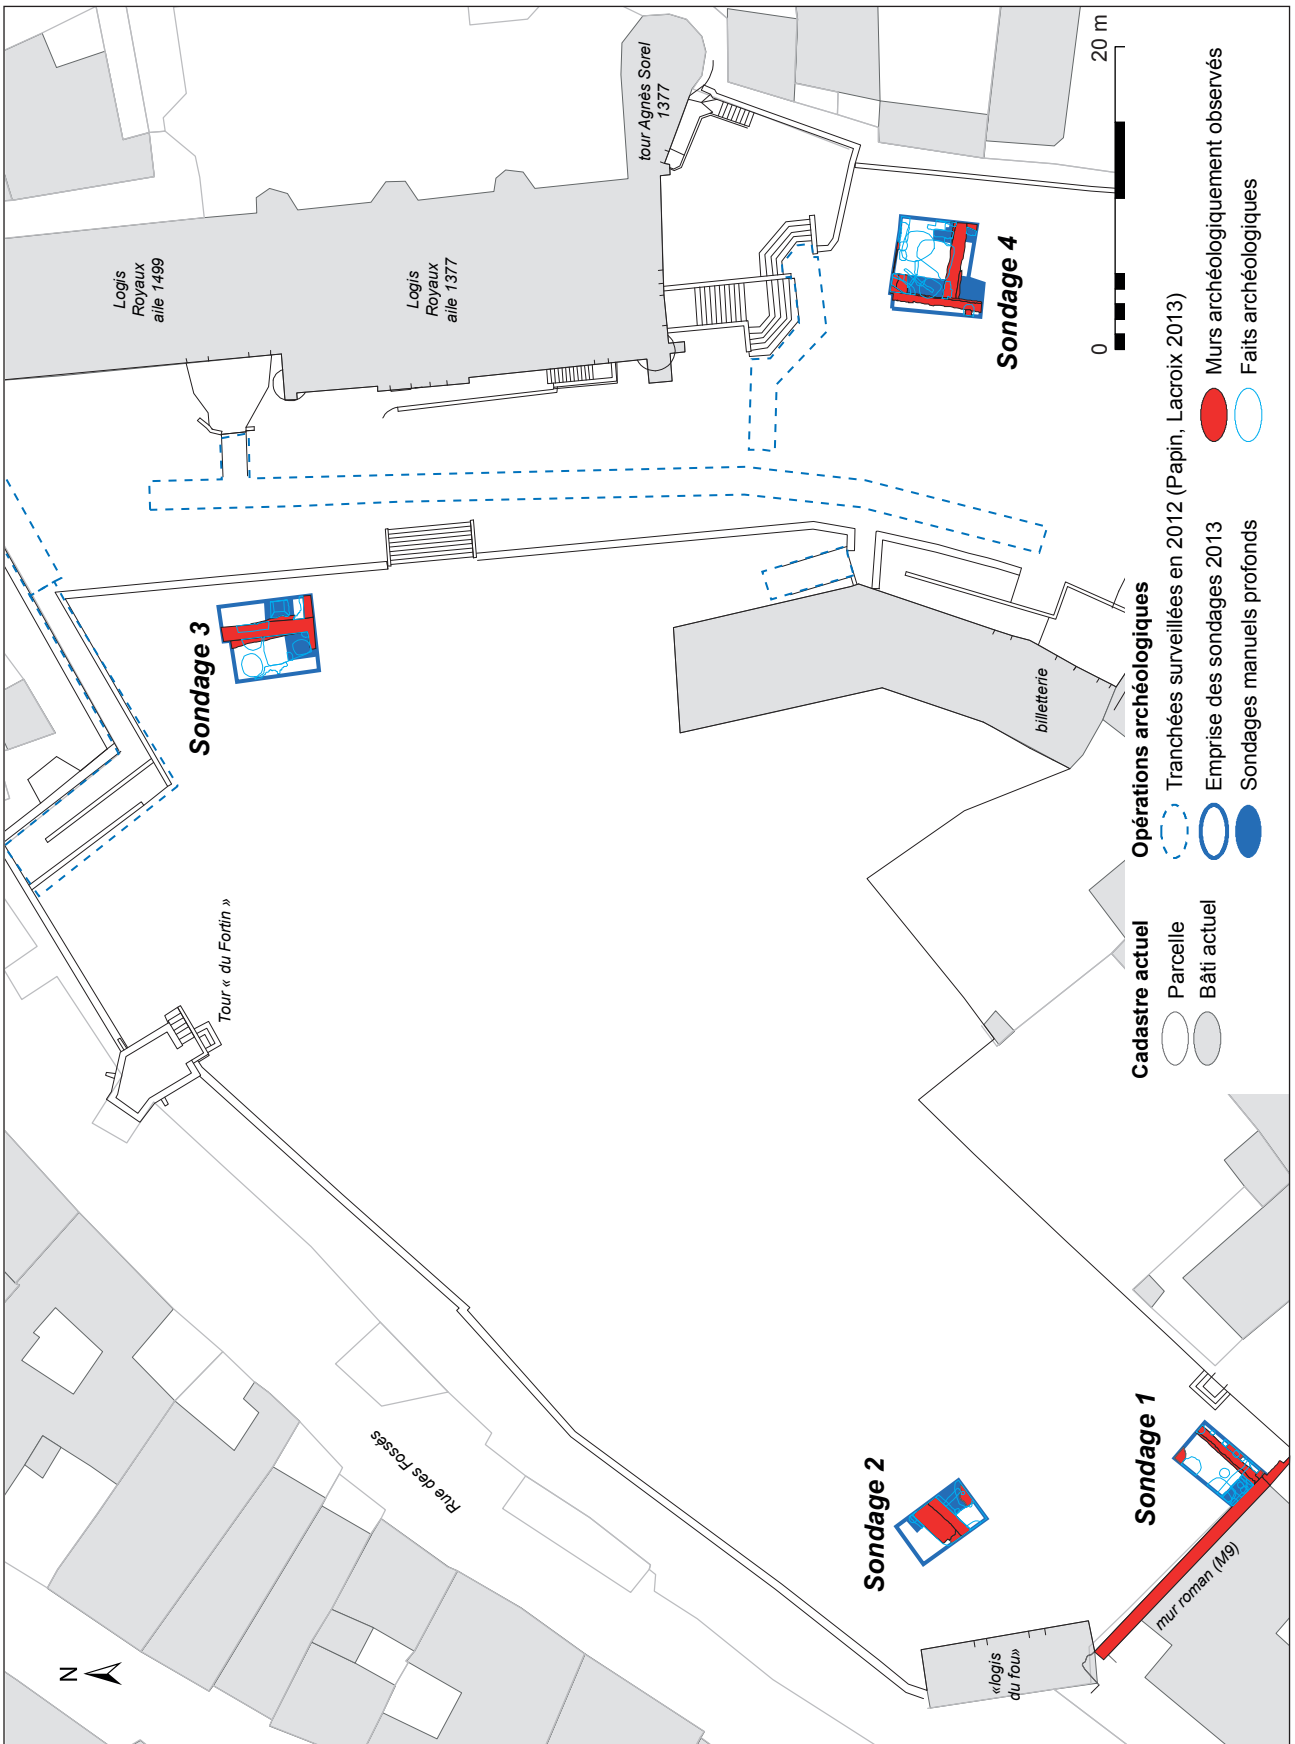 N
Rue des Fossés
Tour « du Fortin »
Logis
Royaux
aile 1499
Logis
Royaux
aile 1377
tour Agnès Sorel
1377
Sondage 3
Sondage 4
billetterie
Sondage 2
Sondage 1
«logis
du fou»
mur roman (M9)
0
20 m
Cadastre actuel
Parcelle
Bâti actuel
Opérations archéologiques
Tranchées surveillées en 2012 (Papin, Lacroix 2013)
Emprise des sondages 2013
Sondages manuels profonds
Murs archéologiquement observés
Faits archéologiques